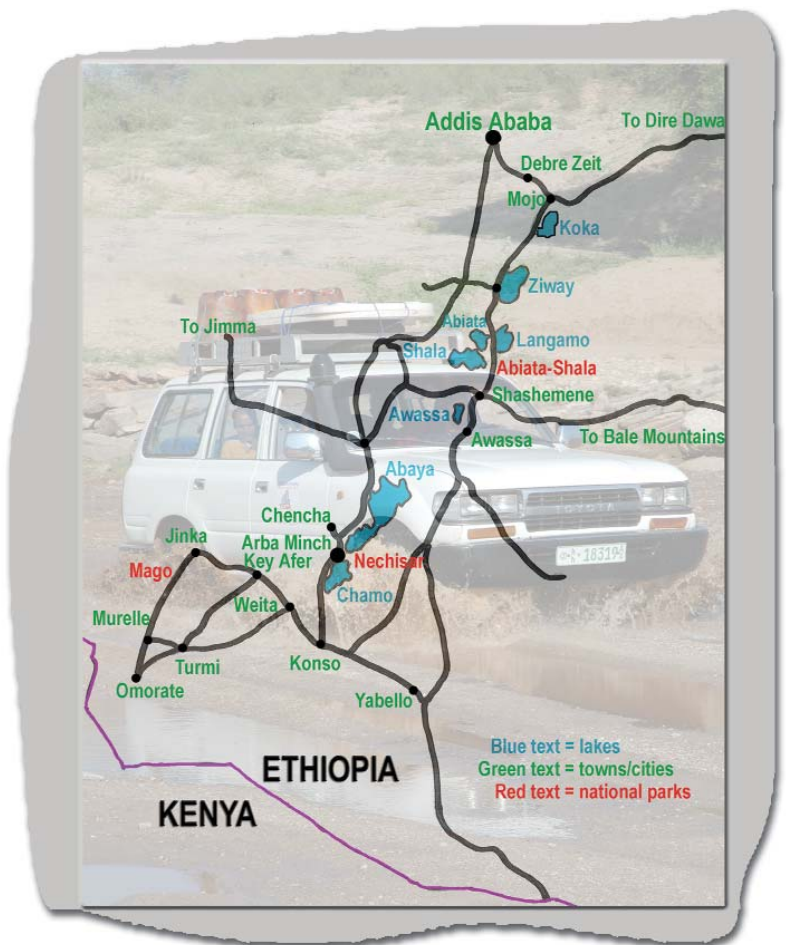 Addis Ababa
To Dire Dawa
Debre Zeit
Mojo
Koka
Ziway
Abiata
To Jimma
Langamo
Shala
Abiata-Shala
Shashemene
Awassa
Awassa
To Bale Mountains
Abaya
TOYOTA
Chencha
Jinka
Arba Minch
18319
Mago
Key Afer
Nechisar
Chamo
Weita
Murelle
Turmi
Konso
Omorate
Yabello
Blue text = lakes
ETHIOPIA
Green text = towns/cities
Red text = national parks
KENYA